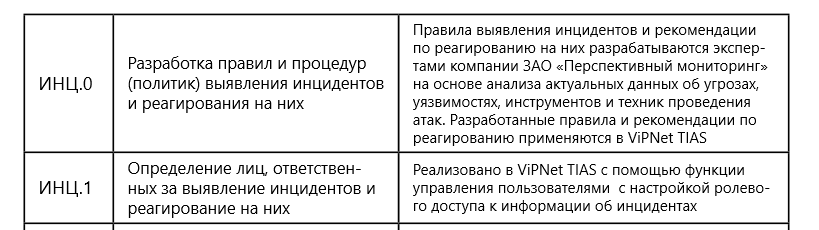 ИНЦ.0
Разработка правил и процедур
(политик) выявления инцидентов
и реагирования на них
Правила выявления инцидентов и рекомендации
по реагированию на них разрабатываются экспер-
тами компании ЗАО «Перспективный мониторинг»
на основе анализа актуальных данных об угрозах,
уязвимостях, инструментов и техник проведения
атак. Разработанные правила и рекомендации по
реагированию применяются в ViPNet TIAS
ИНЦ.1
Определение лиц, ответствен-
ных за выявление инцидентов и
реагирование на них
Реализовано в ViPNet TIAS с помощью функции
управления пользователями с настройкой ролево-
го доступа к информации об инцидентах